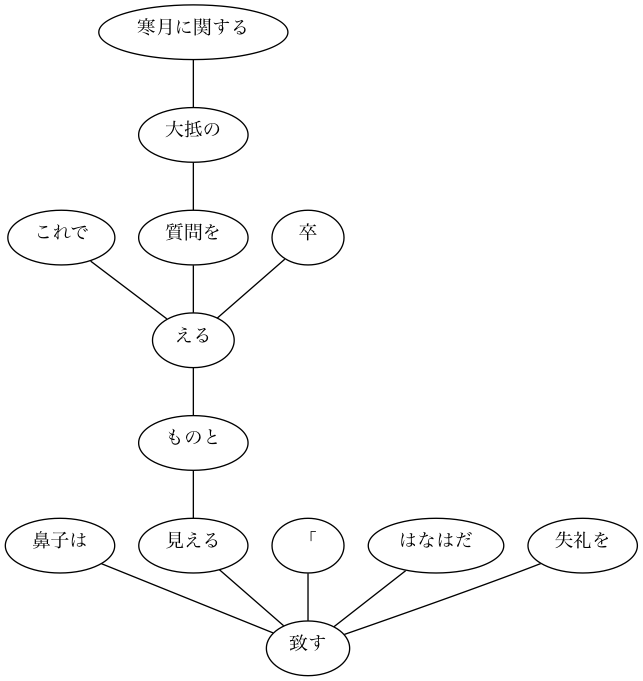 寒月に関する
大抵の
これで 質問を 卒
える
ものと
鼻子は 見える 「 はなはだ 失礼を
致す